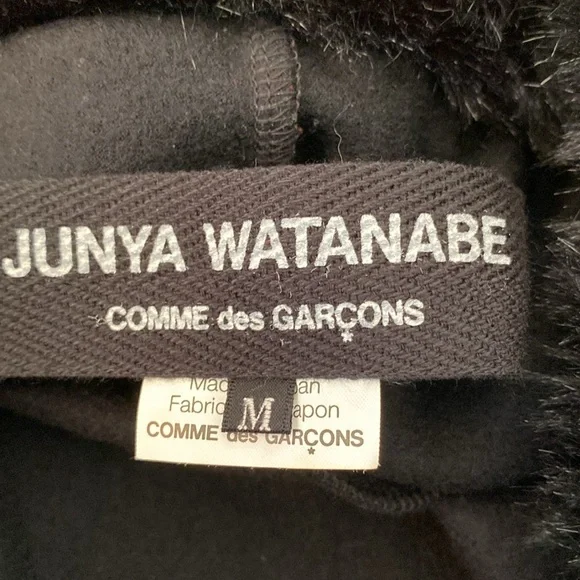 JUNYA WATANABE
COMME des GARÇONS
M
COMME des GARÇONS